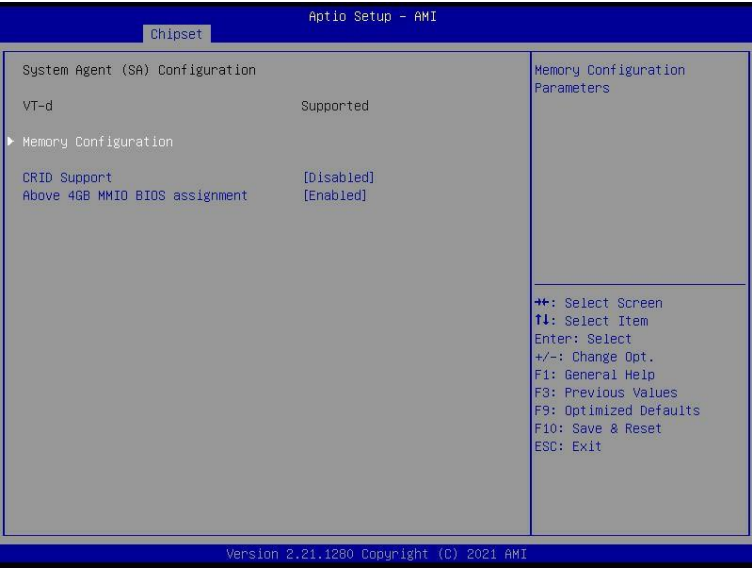 Aptio Setup – AMI
Chipset
System Agent (SA) Configuration
VT-d Supported
Memory Configuration
CRID Support [Disabled]
Above 4GB MMIO BIOS assignment [Enabled]
Memory Configuration
Parameters
→←: Select Screen
↑↓: Select Item
Enter: Select
+/-: Change Opt.
F1: General Help
F3: Previous Values
F9: Optimized Defaults
F10: Save & Reset
ESC: Exit
Version 2.21.1280 Copyright (C) 2021 AMI